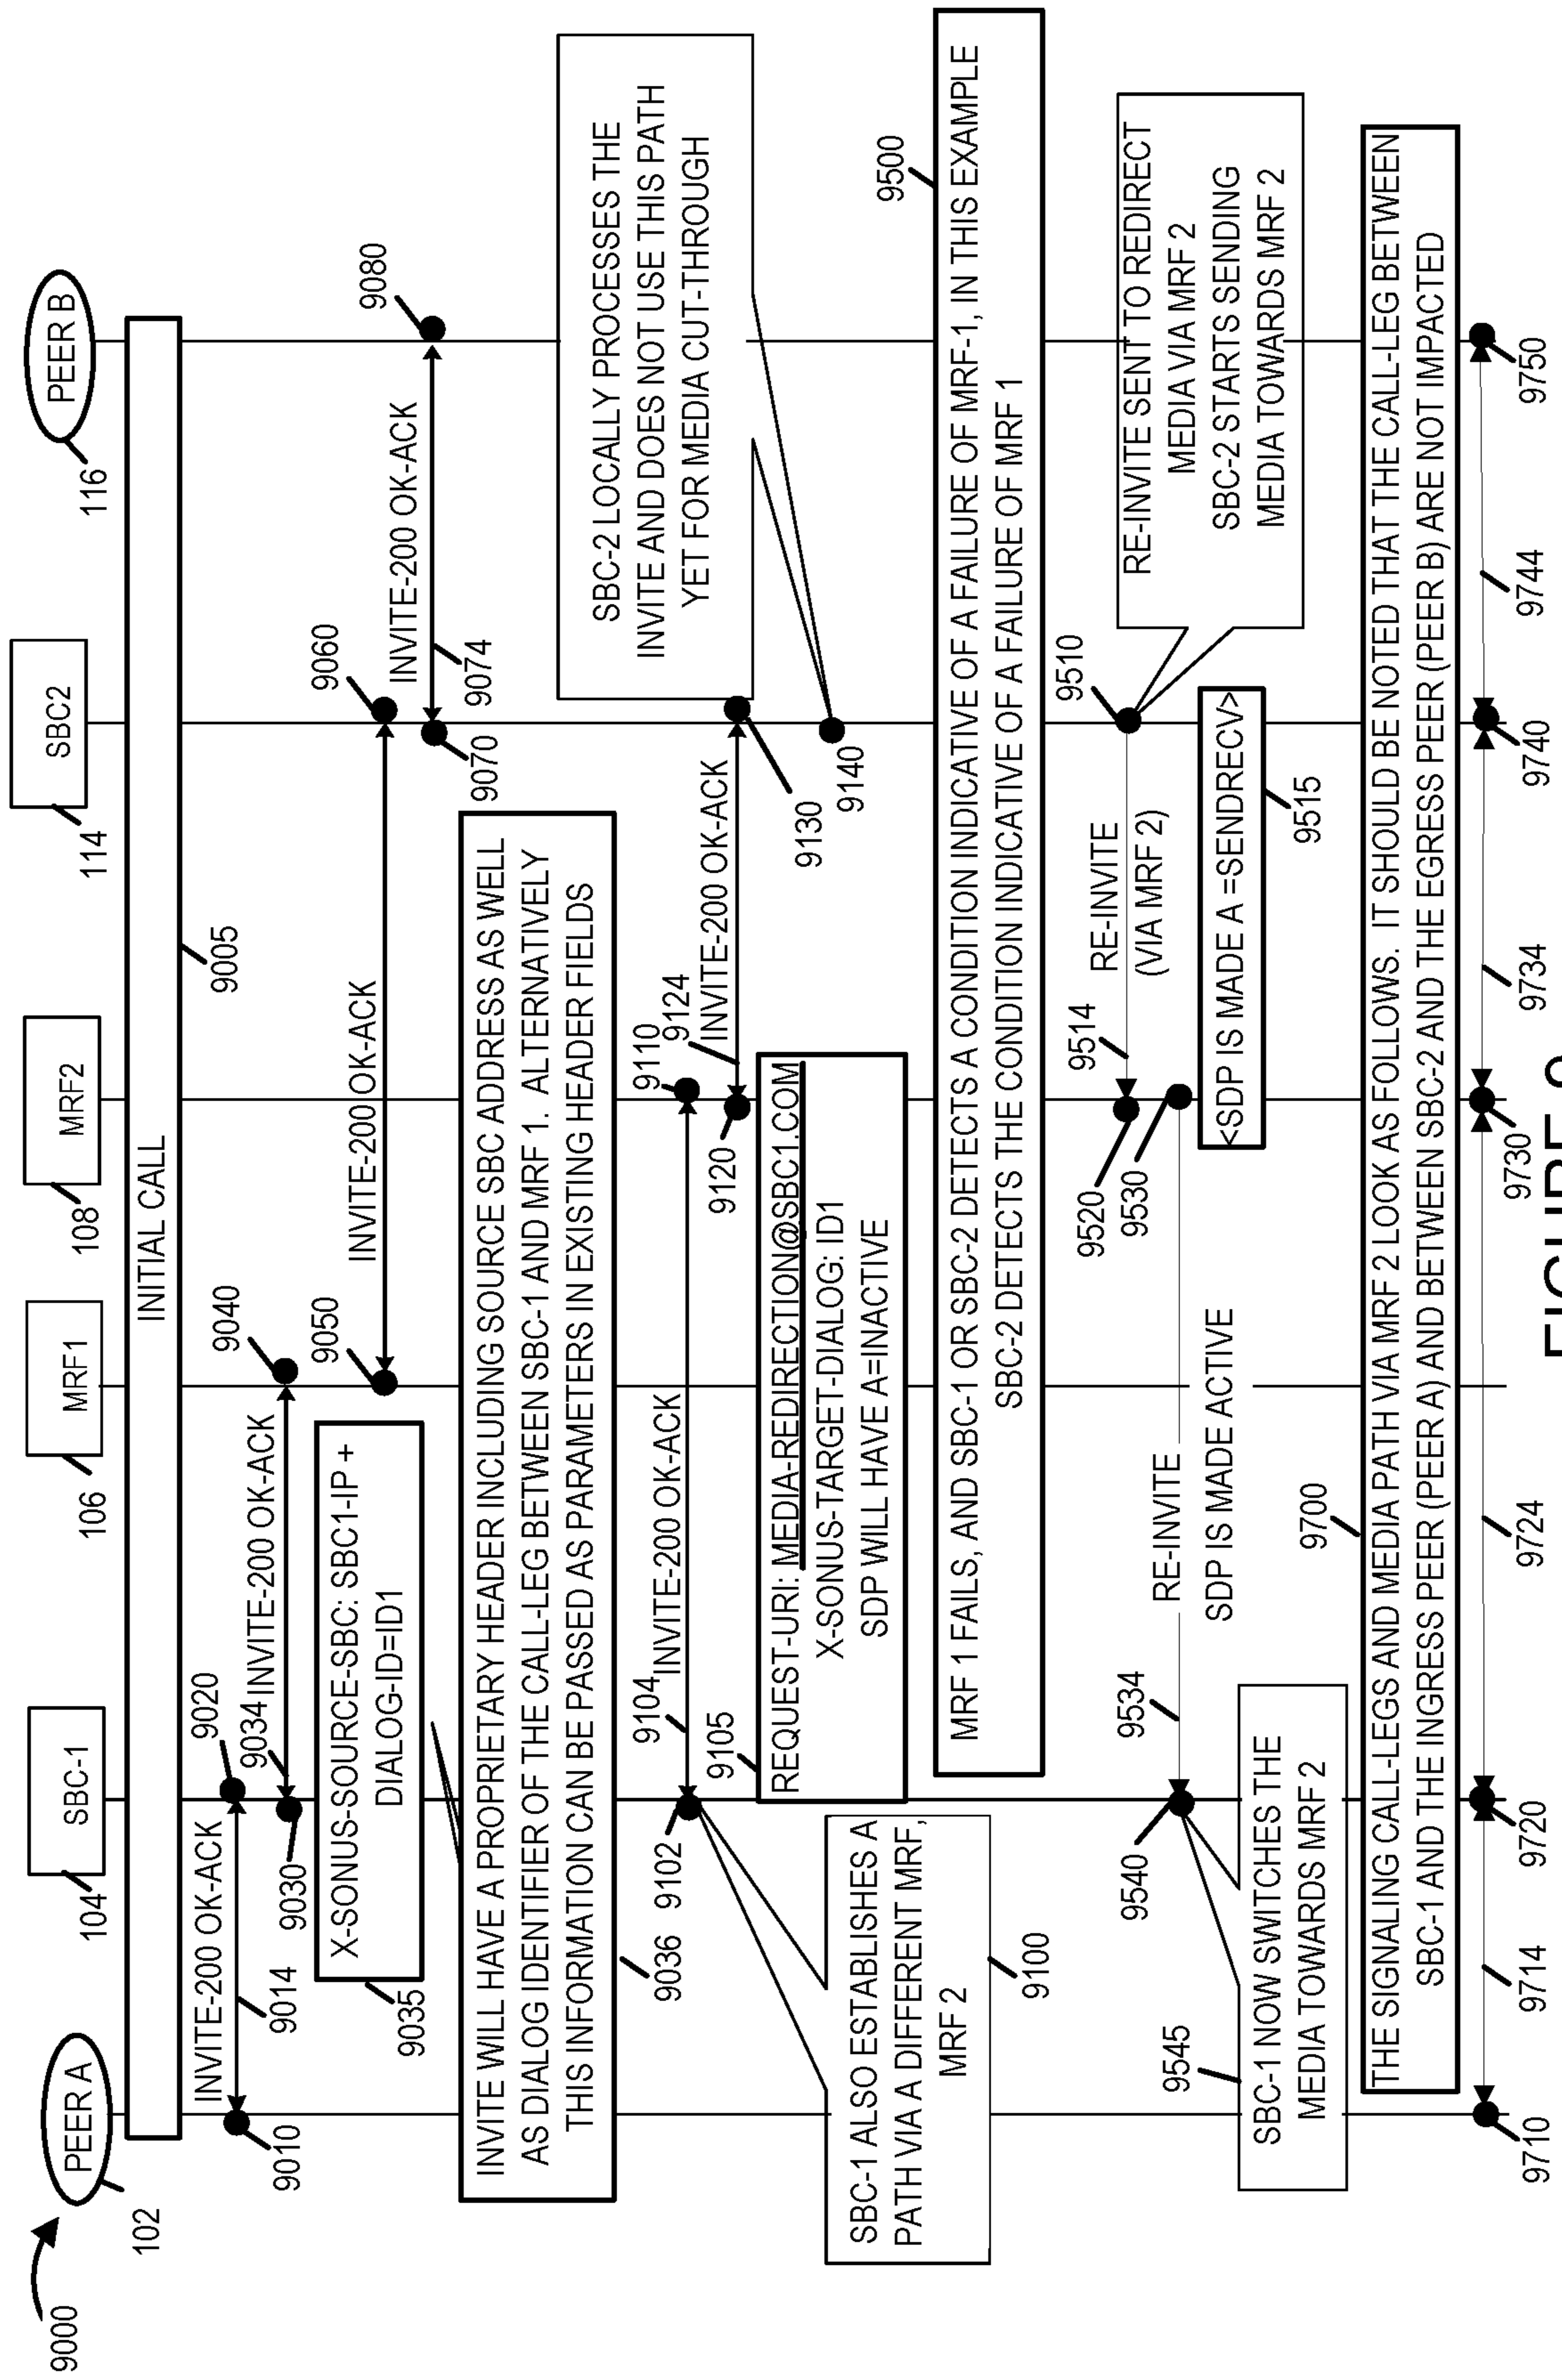 9000
PEER A
102
SBC-1
104
MRF1
106
MRF2
108
SBC2
114
PEER B
116
INITIAL CALL
9005
INVITE-200 OK-ACK
9010
9014
9020
INVITE-200 OK-ACK
9030
9034
9040
X-SONUS-SOURCE-SBC: SBC1-IP +
DIALOG-ID=ID1
9035
INVITE-200 OK-ACK
9050
9060
INVITE-200 OK-ACK
9070
9074
9080
INVITE WILL HAVE A PROPRIETARY HEADER INCLUDING SOURCE SBC ADDRESS AS WELL
AS DIALOG IDENTIFIER OF THE CALL-LEG BETWEEN SBC-1 AND MRF 1. ALTERNATIVELY
THIS INFORMATION CAN BE PASSED AS PARAMETERS IN EXISTING HEADER FIELDS
9036
9102
9104
INVITE-200 OK-ACK
9110
9120
9124
INVITE-200 OK-ACK
9130
9140
SBC-2 LOCALLY PROCESSES THE
INVITE AND DOES NOT USE THIS PATH
YET FOR MEDIA CUT-THROUGH
9105
REQUEST-URI: MEDIA-REDIRECTION@SBC1.COM
X-SONUS-TARGET-DIALOG: ID1
SDP WILL HAVE A=INACTIVE
SBC-1 ALSO ESTABLISHES A
PATH VIA A DIFFERENT MRF,
MRF 2
9100
9500
MRF 1 FAILS, AND SBC-1 OR SBC-2 DETECTS A CONDITION INDICATIVE OF A FAILURE OF MRF-1, IN THIS EXAMPLE
SBC-2 DETECTS THE CONDITION INDICATIVE OF A FAILURE OF MRF 1
9510
RE-INVITE SENT TO REDIRECT
MEDIA VIA MRF 2
SBC-2 STARTS SENDING
MEDIA TOWARDS MRF 2
RE-INVITE
(VIA MRF 2)
9514
9520
9530
<SDP IS MADE A =SENDRECV>
9515
RE-INVITE
SDP IS MADE ACTIVE
9534
9540
9545
SBC-1 NOW SWITCHES THE
MEDIA TOWARDS MRF 2
9700
THE SIGNALING CALL-LEGS AND MEDIA PATH VIA MRF 2 LOOK AS FOLLOWS. IT SHOULD BE NOTED THAT THE CALL-LEG BETWEEN
SBC-1 AND THE INGRESS PEER (PEER A) AND BETWEEN SBC-2 AND THE EGRESS PEER (PEER B) ARE NOT IMPACTED
9710
9714
9720
9724
9730
9734
9740
9744
9750